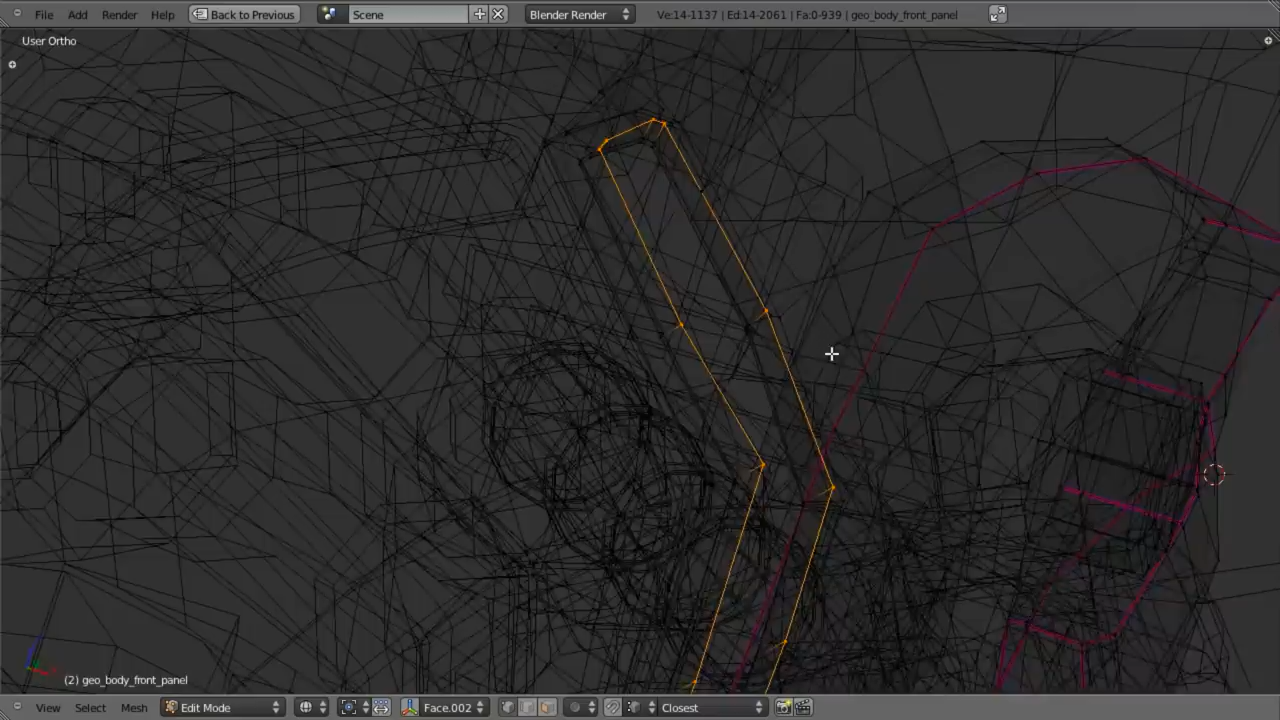 File Add Render Help Back to Previous Scene Blender Render Ve:14-1137 | Ed:14-2061 | Fa:0-939 | geo_body_front_panel
User Ortho
(2) geo_body_front_panel
View Select Mesh Edit Mode Face.002 Closest